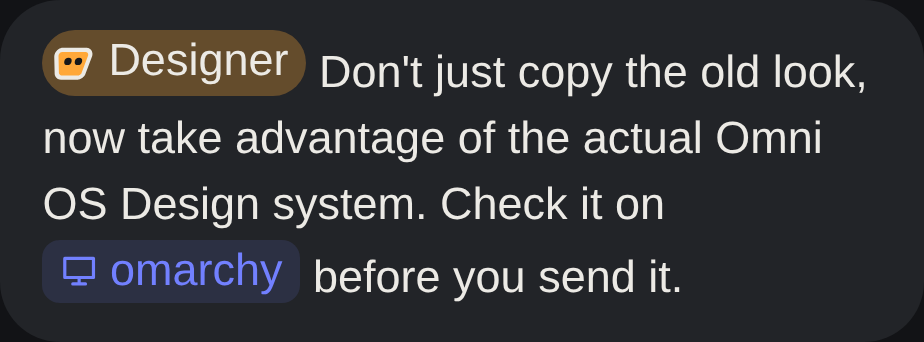 Designer Don't just copy the old look,
now take advantage of the actual Omni
OS Design system. Check it on
omarchy before you send it.